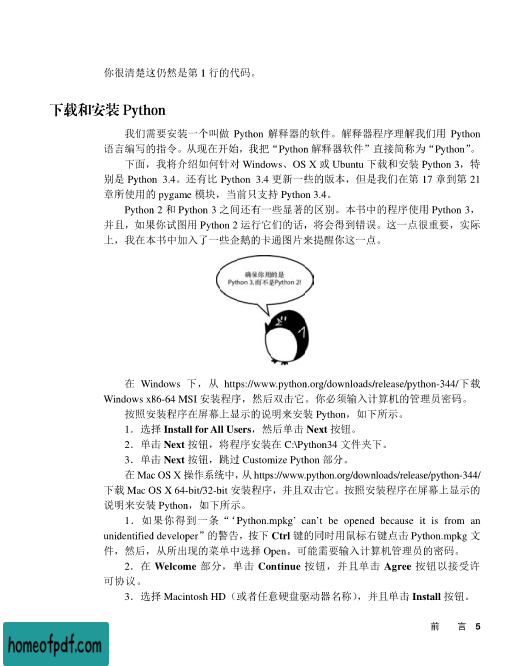 你很清楚这仍然是第 1 行的代码。
下载和安装 Python
我们需要安装一个叫做 Python 解释器的软件。解释器程序理解我们用 Python
语言编写的指令。从现在开始，我把“Python 解释器软件”直接简称为“Python”。
下面，我将介绍如何针对 Windows、OS X 或 Ubuntu 下载和安装 Python 3，特
别是 Python 3.4。还有比 Python 3.4 更新一些的版本，但是我们在第 17 章到第 21
章所使用的 pygame 模块，当前只支持 Python 3.4。
Python 2 和 Python 3 之间还有一些显著的区别。本书中的程序使用 Python 3，
并且，如果你试图用 Python 2 运行它们的话，将会得到错误。这一点很重要，实际
上，我在本书中加入了一些企鹅的卡通图片来提醒你这一点。
确保你用的是
Python 3,而不是Python 2!
在 Windows 下，从 https://www.python.org/downloads/release/python-344/下载
Windows x86-64 MSI 安装程序，然后双击它。你必须输入计算机的管理员密码。
按照安装程序在屏幕上显示的说明来安装 Python，如下所示。
1．选择 Install for All Users，然后单击 Next 按钮。
2．单击 Next 按钮，将程序安装在 C:\Python34 文件夹下。
3．单击 Next 按钮，跳过 Customize Python 部分。
在 Mac OS X 操作系统中，从 https://www.python.org/downloads/release/python-344/
下载 Mac OS X 64-bit/32-bit 安装程序，并且双击它。按照安装程序在屏幕上显示的
说明来安装 Python，如下所示。
1．如果你得到一条“‘Python.mpkg’ can’t be opened because it is from an
unidentified developer”的警告，按下 Ctrl 键的同时用鼠标右键点击 Python.mpkg 文
件，然后，从所出现的菜单中选择 Open。可能需要输入计算机管理员的密码。
2．在 Welcome 部分，单击 Continue 按钮，并且单击 Agree 按钮以接受许
可协议。
3．选择 Macintosh HD（或者任意硬盘驱动器名称），并且单击 Install 按钮。
前 言 5
homeofpdf.com